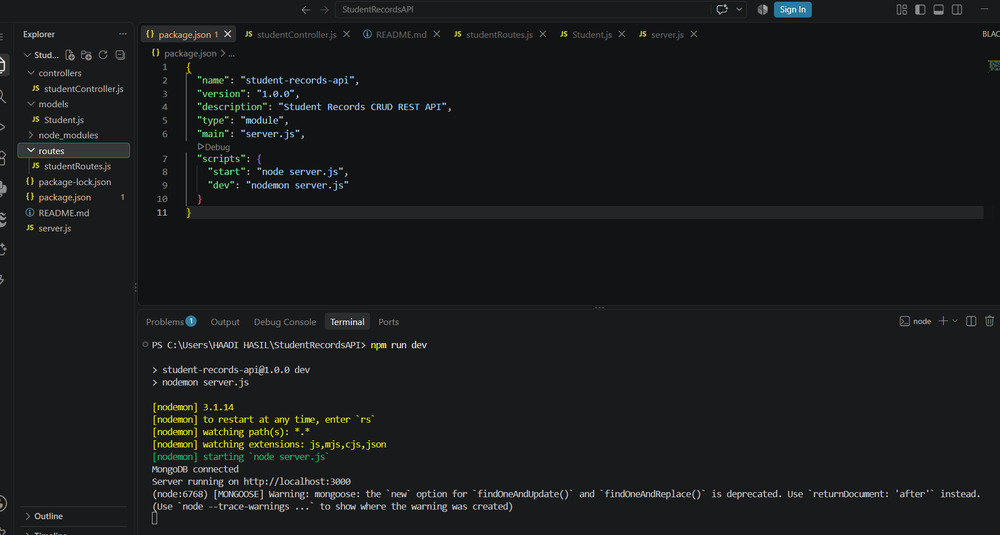 StudentRecordsAPI
Sign In
Explorer
Stud...
controllers
JS studentController.js
models
JS Student.js
node_modules
routes
JS studentRoutes.js
{} package-lock.json
{} package.json 1
README.md
JS server.js
Outline
{} package.json 1
JS studentController.js
README.md
JS studentRoutes.js
JS Student.js
JS server.js
{} package.json > ...
1 {
2 "name": "student-records-api",
3 "version": "1.0.0",
4 "description": "Student Records CRUD REST API",
5 "type": "module",
6 "main": "server.js",
Debug
7 "scripts": {
8 "start": "node server.js",
9 "dev": "nodemon server.js"
10 }
11 }
Problems 1 Output Debug Console Terminal Ports
node
PS C:\Users\HAADI HASIL\StudentRecordsAPI> npm run dev
> student-records-api@1.0.0 dev
> nodemon server.js
[nodemon] 3.1.14
[nodemon] to restart at any time, enter `rs`
[nodemon] watching path(s): *.*
[nodemon] watching extensions: js,mjs,cjs,json
[nodemon] starting `node server.js`
MongoDB connected
Server running on http://localhost:3000
(node:6768) [MONGOOSE] Warning: mongoose: the `new` option for `findOneAndUpdate()` and `findOneAndReplace()` is deprecated. Use `returnDocument: 'after'` instead.
(Use `node --trace-warnings ...` to show where the warning was created)